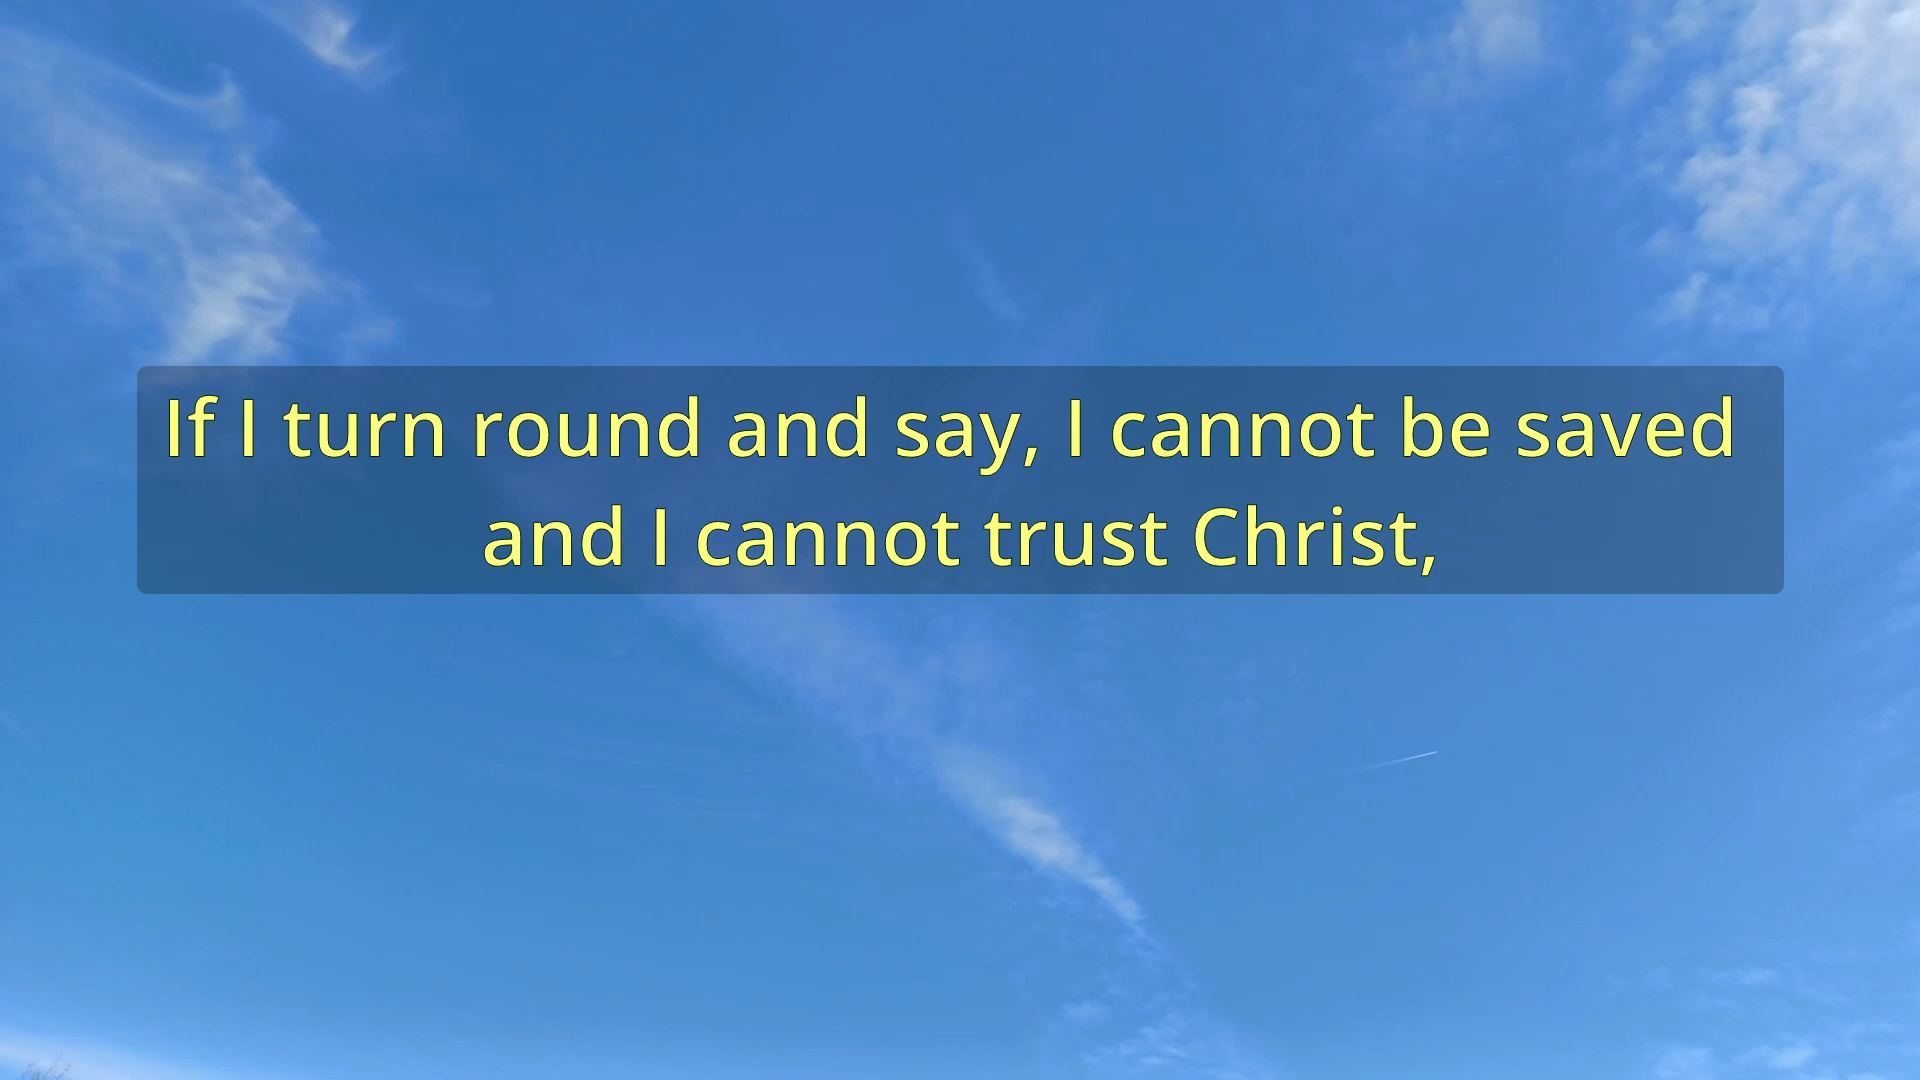 If I turn round and say, I cannot be saved
and I cannot trust Christ,